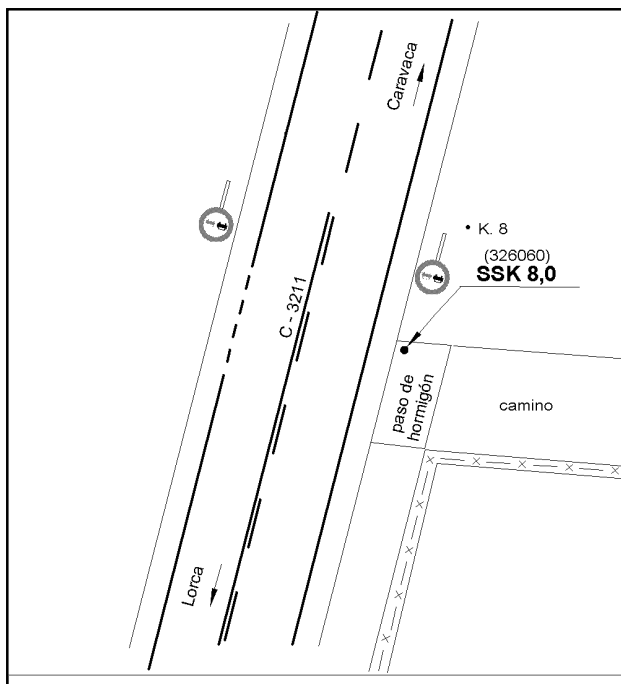 Caravaca
K. 8
(326060)
SSK 8,0
C - 3211
paso de
hormigón
camino
Lorca